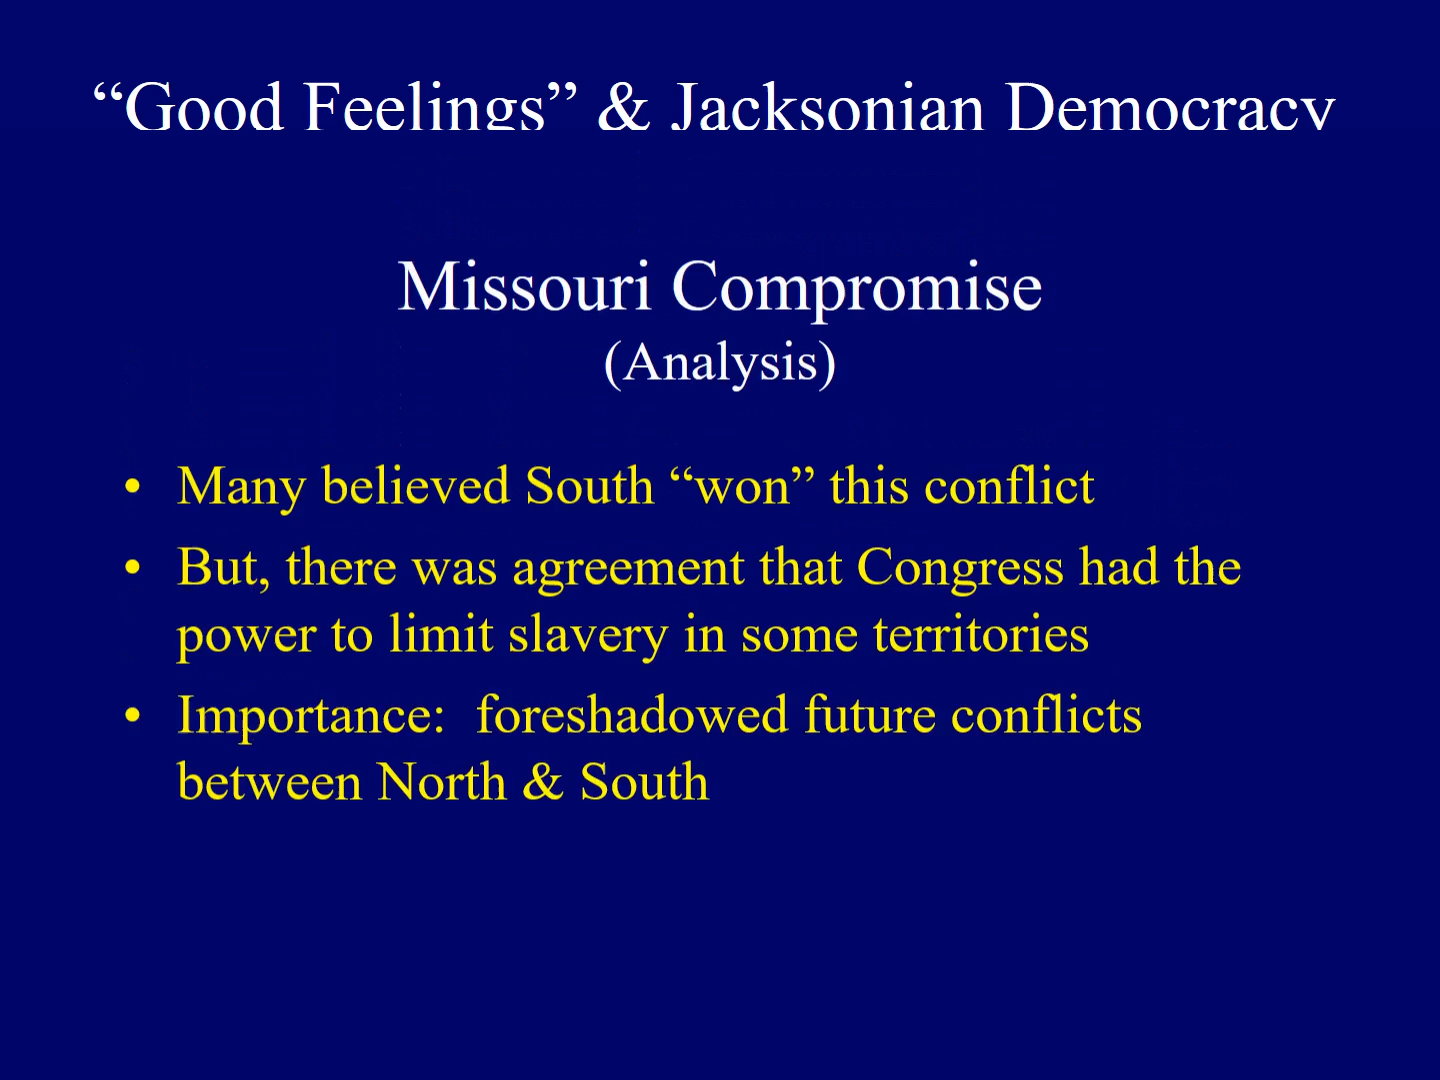 “Good Feelings” & Jacksonian Democracy
Missouri Compromise
(Analysis)
• Many believed South “won” this conflict
• But, there was agreement that Congress had the
power to limit slavery in some territories
• Importance:  foreshadowed future conflicts
between North & South